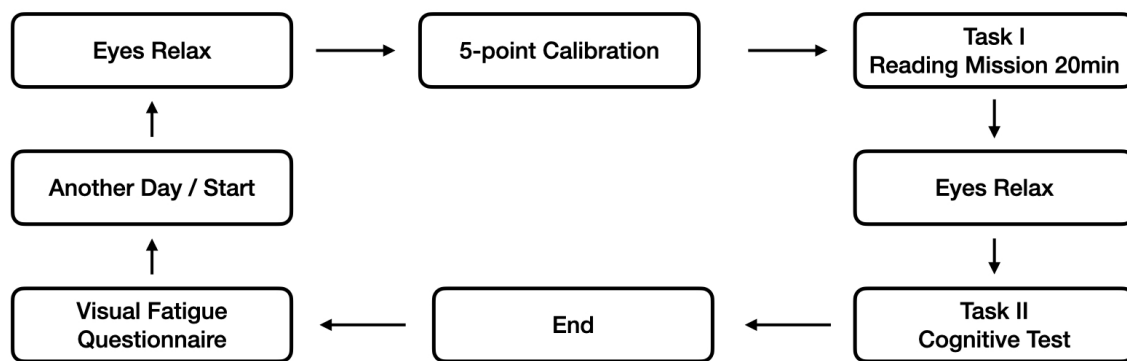 Eyes Relax
5-point Calibration
Task I
Reading Mission 20min
Another Day / Start
Eyes Relax
Visual Fatigue
Questionnaire
End
Task II
Cognitive Test